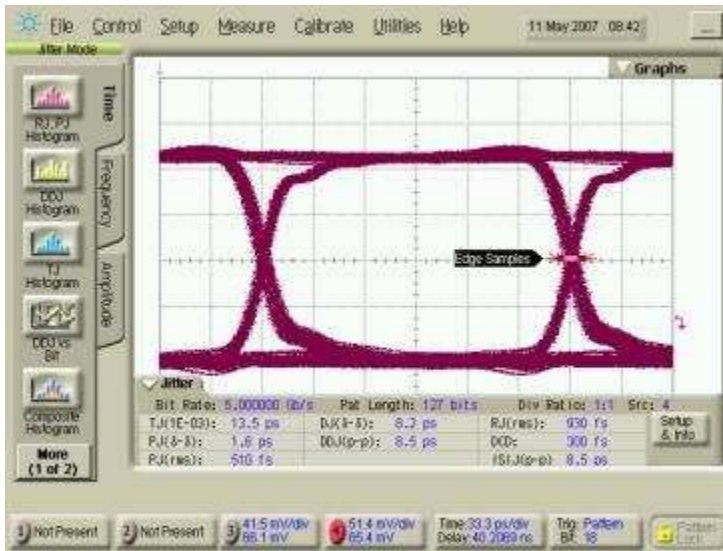 File Control Setup Measure Calibrate Utilities Help 11 May 2007 08:42
Jitter Mode
Graphs
RJ,PJ
Histogram
DDJ
Histogram
TJ
Histogram
DDJ vs
Bit
Composite
Histogram
More
(1 of 2)
Time
Frequency
Amplitude
Edge Samples
Jitter
Bit Rate: 5.000000 Gb/s Pat Length: 127 bits Div Ratio: 1:1 Src: 4
TJ(1E-03): 13.5 ps DJ(δ-δ): 8.2 ps RJ(rms): 930 fs
PJ(δ-δ): 1.6 ps DDJ(p-p): 8.5 ps DCD: 300 fs
PJ(rms): 510 fs ISIJ(p-p) 8.5 ps
Setup
& Info
1 Not Present
2 Not Present
3 41.5 mV/div
66.1 mV
51.4 mV/div
65.4 mV
Time:33.3 ps/div
Delay:40.2069 ns
Trig: Pattern
Bit: 16
Pattern
Lock